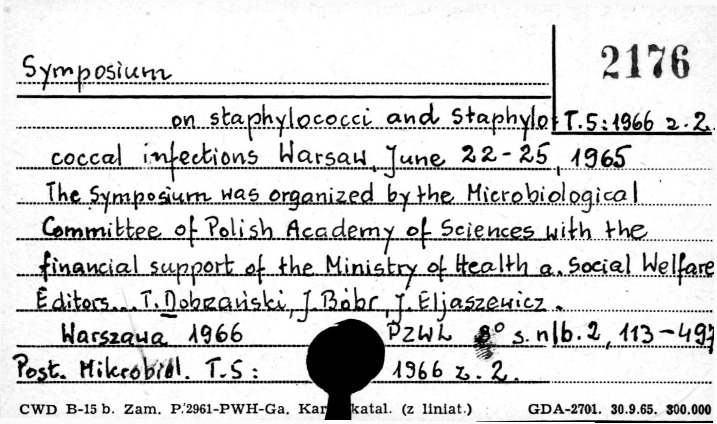 Symposium
2176
on staphylococci and Staphylo
T.5:1966 z.2
coccal infections Warsaw, June 22-25, 1965
The Symposium was organized by the Microbiological
Committee of Polish Academy of Sciences with the
financial support of the Ministry of Health a. Social Welfare
Editors... T. Dobrzański, J. Bóbr, J. Eljaszewicz.
Warszawa 1966 PZWL 8° s. nlb. 2, 113-497
Post. Mikrobiol. T.5: 1966 z. 2.
CWD B-15 b. Zam. P/2961-PWH-Ga. Kar katal. (z liniat.) GDA-2701. 30.9.65. 300.000